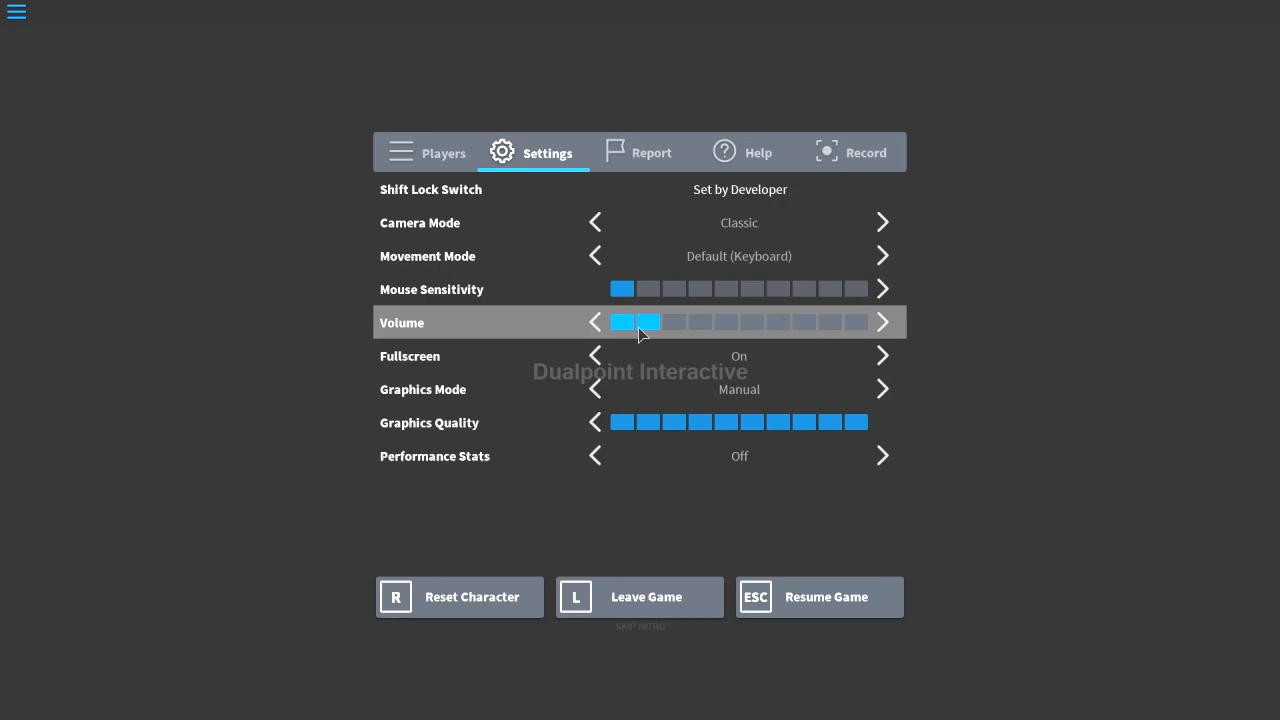 Players Settings Report Help Record
Shift Lock Switch Set by Developer
Camera Mode Classic
Movement Mode Default (Keyboard)
Mouse Sensitivity
Volume
Fullscreen On
Dualpoint Interactive
Graphics Mode Manual
Graphics Quality
Performance Stats Off
R Reset Character L Leave Game ESC Resume Game
SKIP INTRO